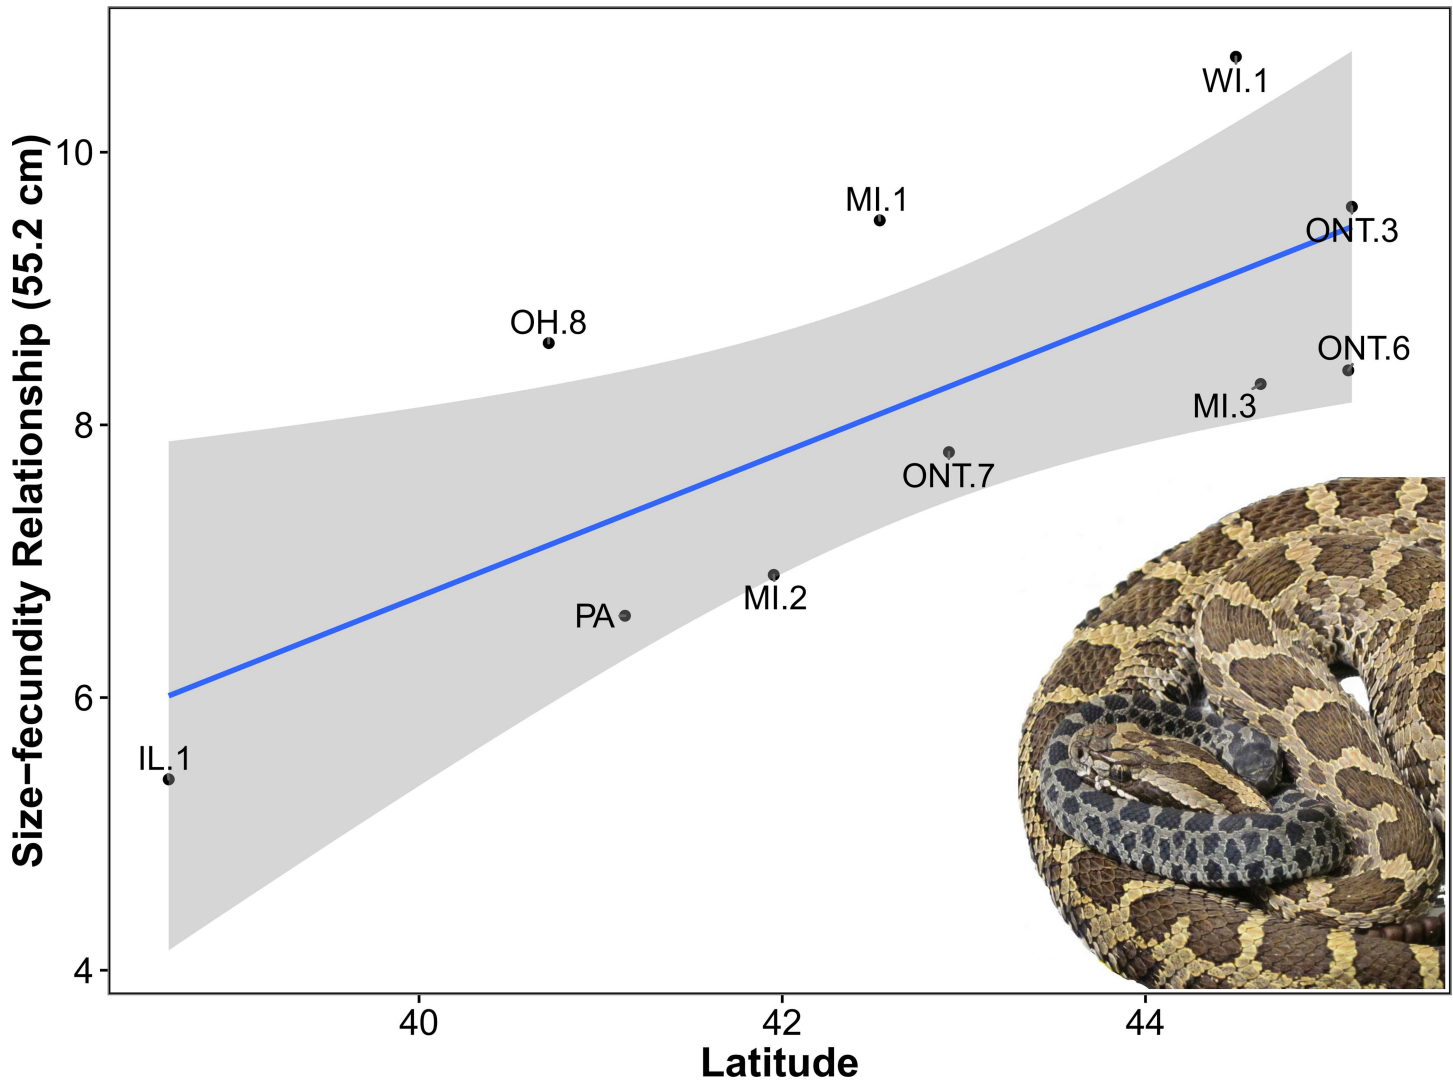 Size−fecundity Relationship (55.2 cm)
10
8
6
4
WI.1
MI.1
ONT.3
OH.8
ONT.6
MI.3
ONT.7
MI.2
PA
IL.1
40
42
44
Latitude